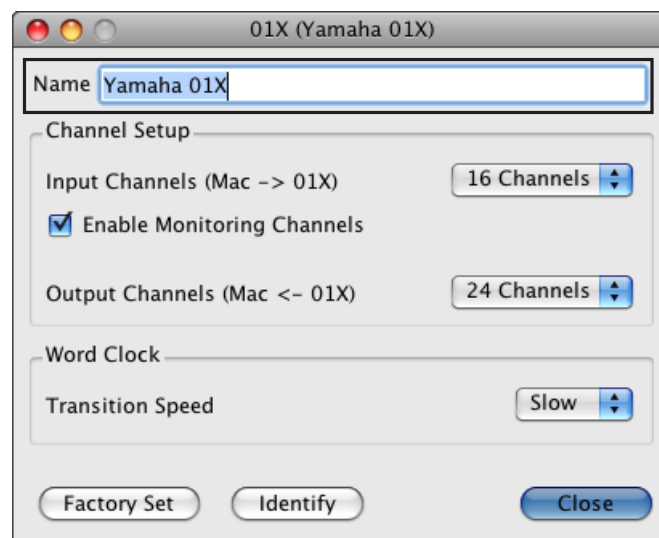 01X (Yamaha 01X)
Name Yamaha 01X
Channel Setup
Input Channels (Mac -> 01X) 16 Channels
Enable Monitoring Channels
Output Channels (Mac <- 01X) 24 Channels
Word Clock
Transition Speed Slow
Factory Set Identify Close